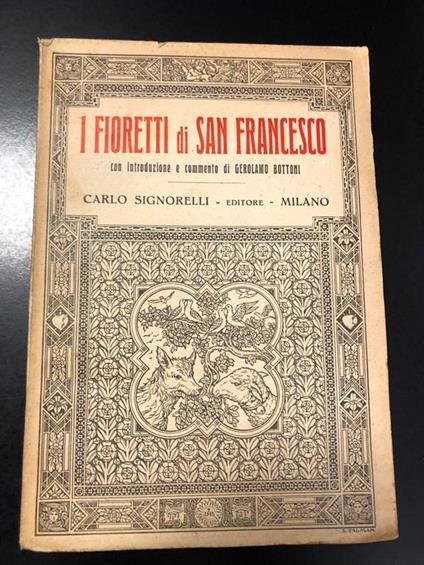 I FIORETTI di SAN FRANCESCO
con introduzione e commento di GEROLAMO BOTTONI
CARLO SIGNORELLI - EDITORE - MILANO